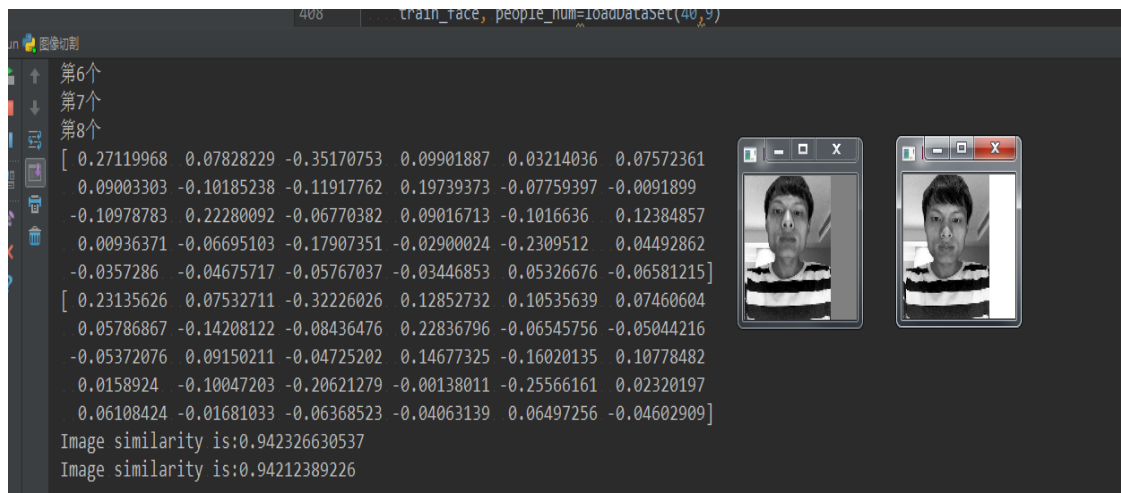 408 train_face, people_num=loadDataSet(40,9)
un 图像切割
第6个
第7个
第8个
[ 0.27119968 0.07828229 -0.35170753 0.09901887 0.03214036 0.07572361
0.09003303 -0.10185238 -0.11917762 0.19739373 -0.07759397 -0.0091899
-0.10978783 0.22280092 -0.06770382 0.09016713 -0.1016636 0.12384857
0.00936371 -0.06695103 -0.17907351 -0.02900024 -0.2309512 0.04492862
-0.0357286 -0.04675717 -0.05767037 -0.03446853 0.05326676 -0.06581215]
[ 0.23135626 0.07532711 -0.32226026 0.12852732 0.10535639 0.07460604
0.05786867 -0.14208122 -0.08436476 0.22836796 -0.06545756 -0.05044216
-0.05372076 0.09150211 -0.04725202 0.14677325 -0.16020135 0.10778482
0.0158924 -0.10047203 -0.20621279 -0.00138011 -0.25566161 0.02320197
0.06108424 -0.01681033 -0.06368523 -0.04063139 0.06497256 -0.04602909]
Image similarity is:0.942326630537
Image similarity is:0.94212389226